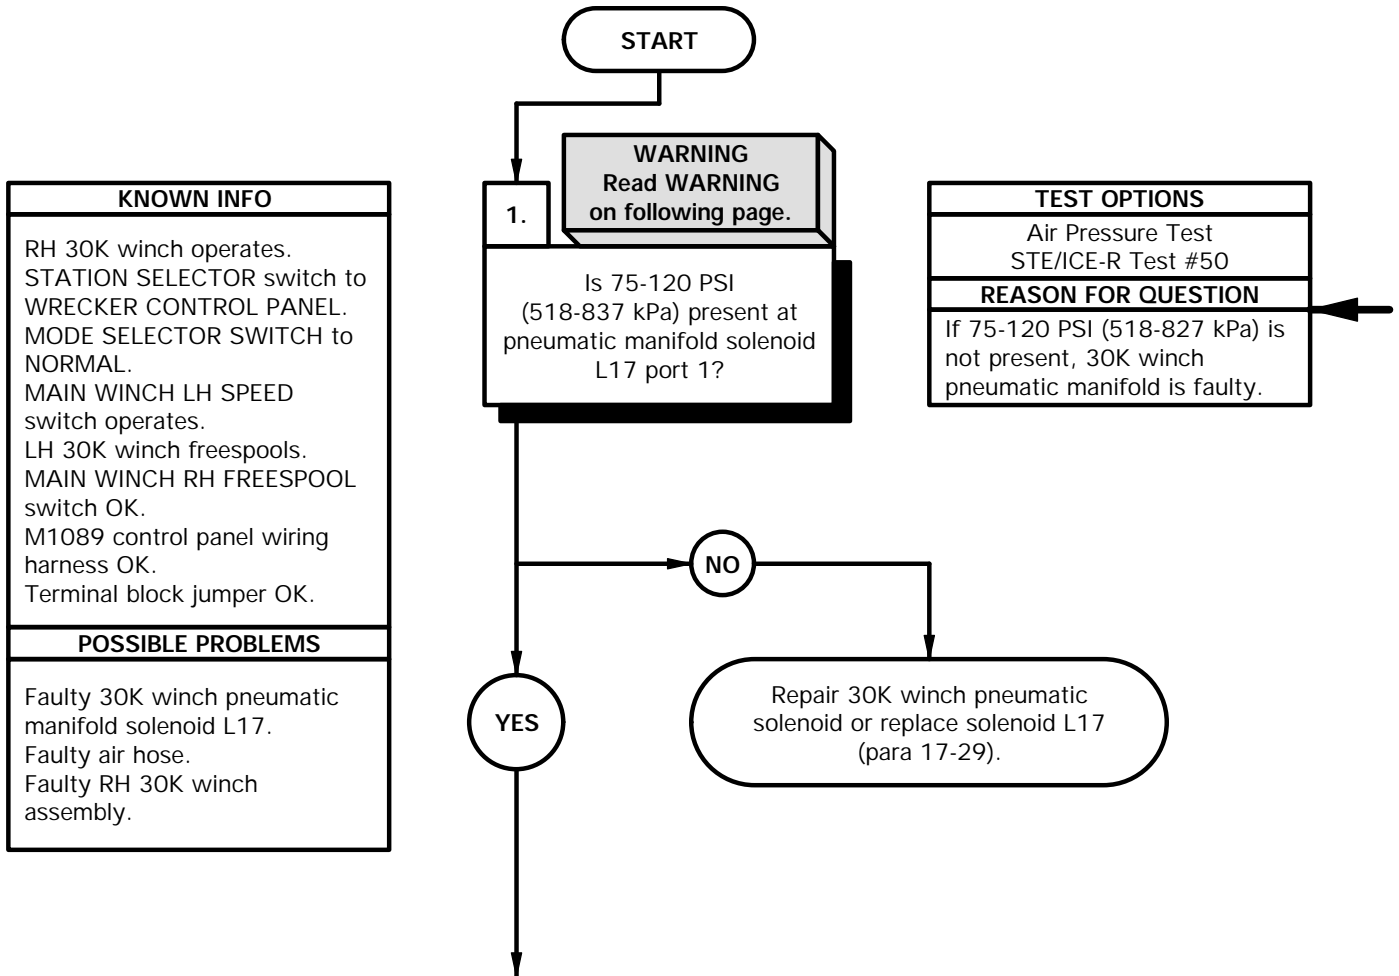 START
KNOWN INFO
RH 30K winch operates.
STATION SELECTOR switch to
WRECKER CONTROL PANEL.
MODE SELECTOR SWITCH to
NORMAL.
MAIN WINCH LH SPEED
switch operates.
LH 30K winch freespools.
MAIN WINCH RH FREESPOOL
switch OK.
M1089 control panel wiring
harness OK.
Terminal block jumper OK.
POSSIBLE PROBLEMS
Faulty 30K winch pneumatic
manifold solenoid L17.
Faulty air hose.
Faulty RH 30K winch
assembly.
WARNING
Read WARNING
on following page.
1.
Is 75-120 PSI
(518-837 kPa) present at
pneumatic manifold solenoid
L17 port 1?
TEST OPTIONS
Air Pressure Test
STE/ICE-R Test #50
REASON FOR QUESTION
If 75-120 PSI (518-827 kPa) is
not present, 30K winch
pneumatic manifold is faulty.
NO
YES
Repair 30K winch pneumatic
solenoid or replace solenoid L17
(para 17-29).